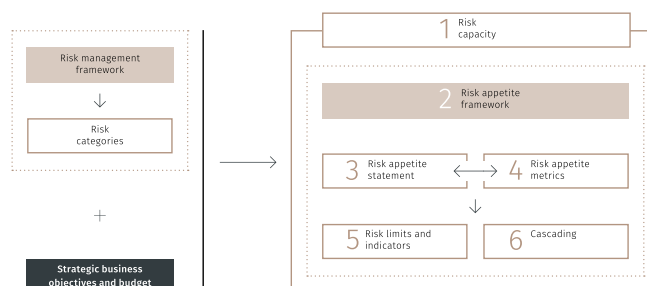 Risk management
framework
Risk
categories
+
Strategic business
objectives and budget
1 Risk
capacity
2 Risk appetite
framework
3 Risk appetite
statement
4 Risk appetite
metrics
5 Risk limits and
indicators
6 Cascading